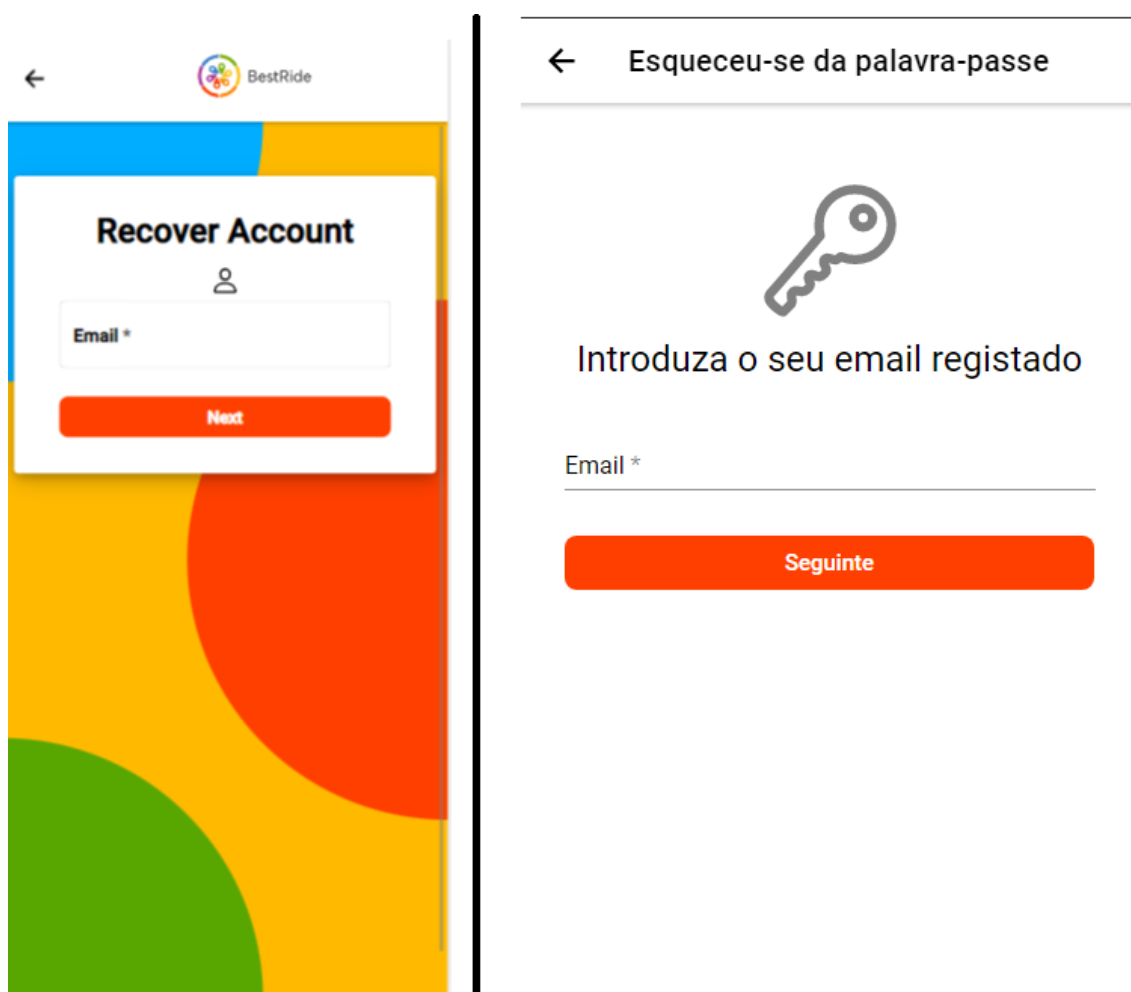 BestRide
Recover Account
Email *
Next
Esqueceu-se da palavra-passe
Introduza o seu email registado
Email *
Seguinte